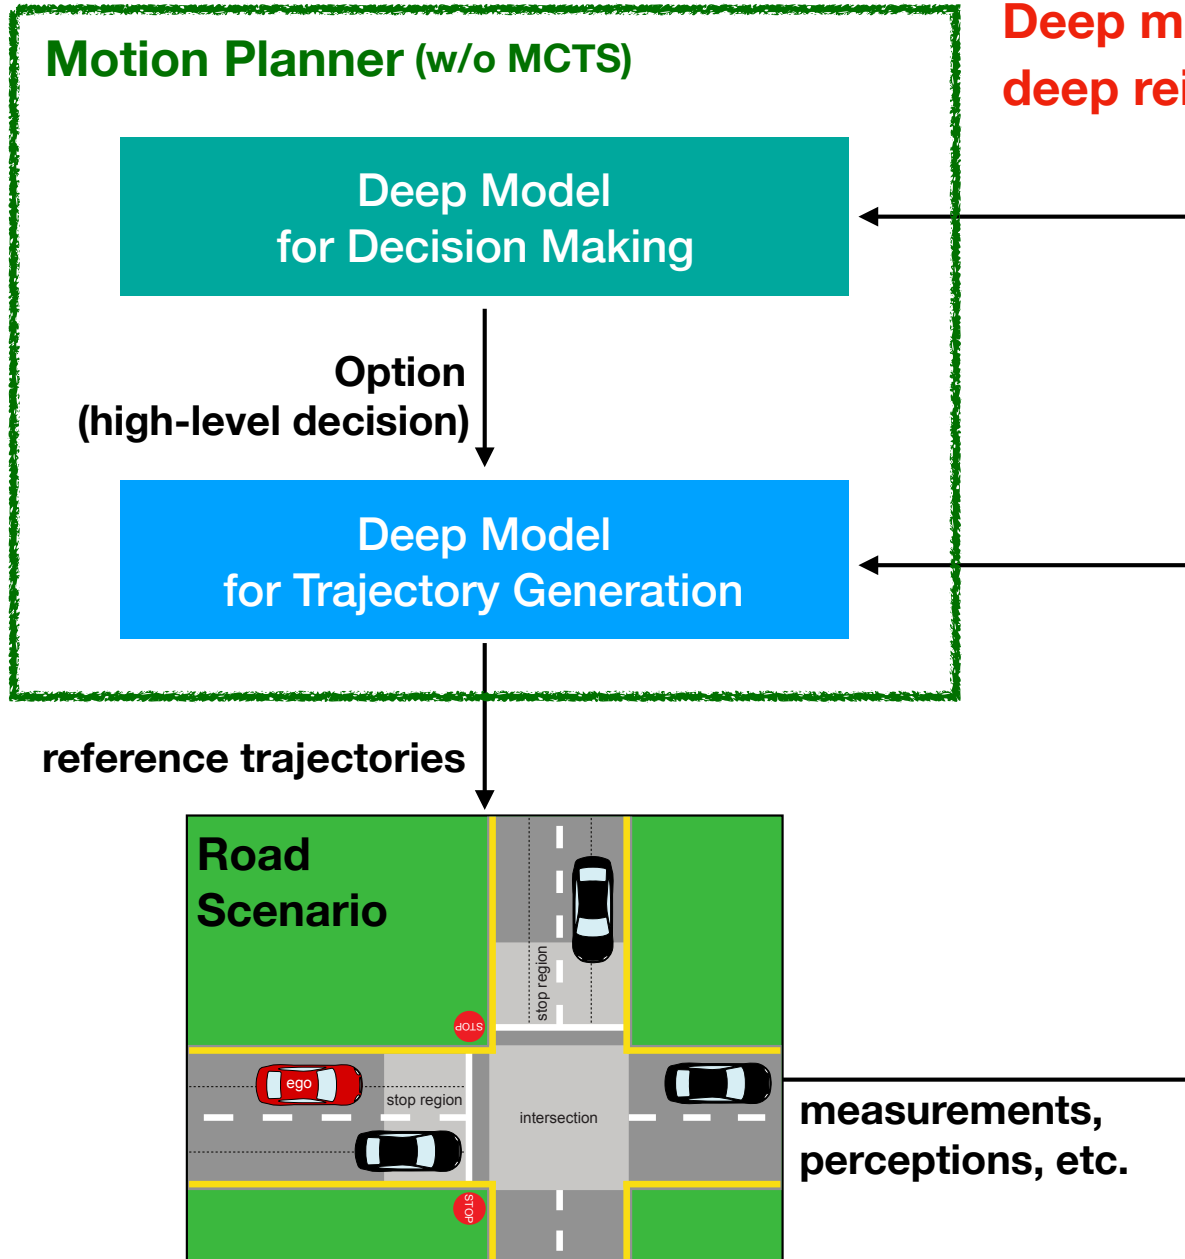 Motion Planner (w/o MCTS)
Deep m
deep rei
Deep Model
for Decision Making
Option
(high-level decision)
Deep Model
for Trajectory Generation
reference trajectories
Road
Scenario
stop region
STOP
ego
stop region
intersection
STOP
measurements,
perceptions, etc.